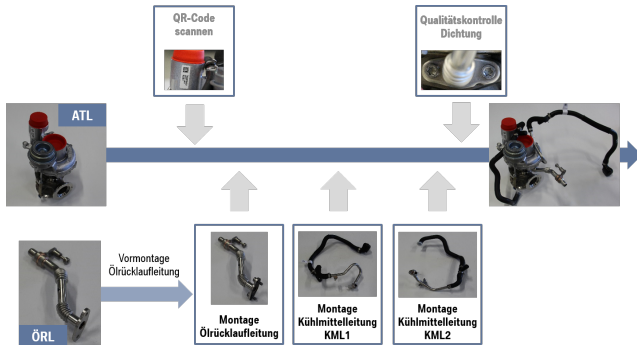 QR-Code
scannen
Qualitätskontrolle
Dichtung
ATL
Vormontage
Ölrücklaufleitung
ÖRL
Montage
Ölrücklaufleitung
Montage
Kühlmittelleitung
KML1
Montage
Kühlmittelleitung
KML2